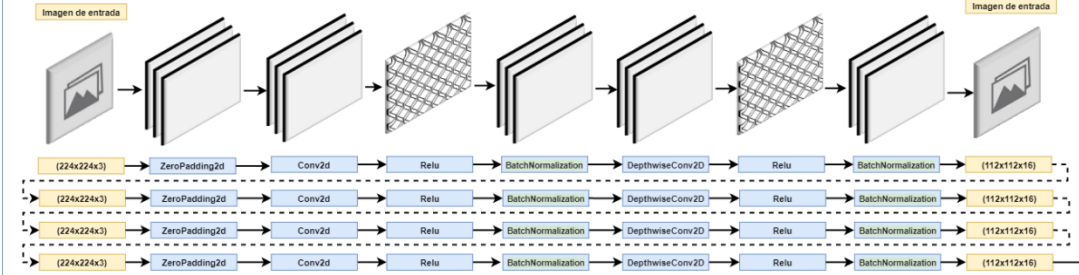 Imagen de entrada
Imagen de entrada
(224x224x3) ZeroPadding2d Conv2d Relu BatchNormalization DepthwiseConv2D Relu BatchNormalization (112x112x16)
(224x224x3) ZeroPadding2d Conv2d Relu BatchNormalization DepthwiseConv2D Relu BatchNormalization (112x112x16)
(224x224x3) ZeroPadding2d Conv2d Relu BatchNormalization DepthwiseConv2D Relu BatchNormalization (112x112x16)
(224x224x3) ZeroPadding2d Conv2d Relu BatchNormalization DepthwiseConv2D Relu BatchNormalization (112x112x16)